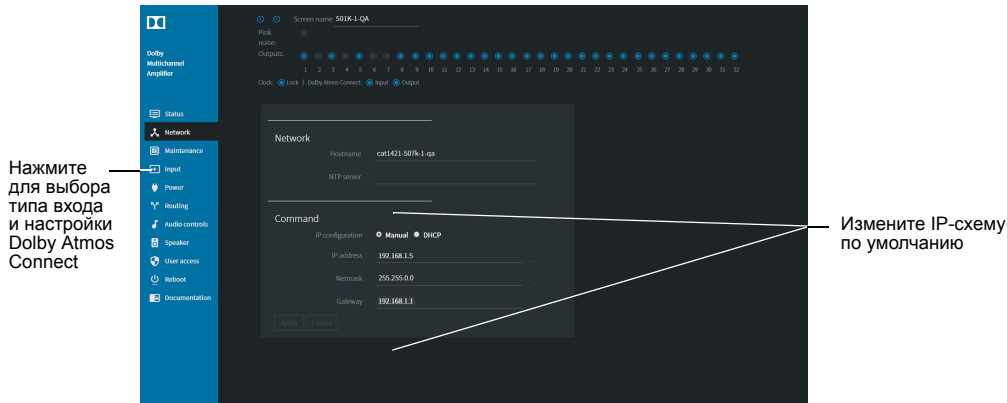 Screen name 501K-1-QA
Pink
noise:
Outputs:
1 2 3 4 5 6 7 8 9 10 11 12 13 14 15 16 17 18 19 20 21 22 23 24 25 26 27 28 29 30 31 32
Clock: Lock | Dolby Atmos Connect: Input Output
Dolby
Multichannel
Amplifier
Status
Network
Maintenance
Input
Power
Routing
Audio controls
Speaker
User access
Reboot
Documentation
Network
Hostname cat1421-507k-1-qa
NTP server
Command
IP configuration Manual DHCP
IP address 192.168.1.5
Netmask 255.255.0.0
Gateway 192.168.1.1
Apply Cancel
Нажмите
для выбора
типа входа
и настройки
Dolby Atmos
Connect
Измените IP-схему
по умолчанию